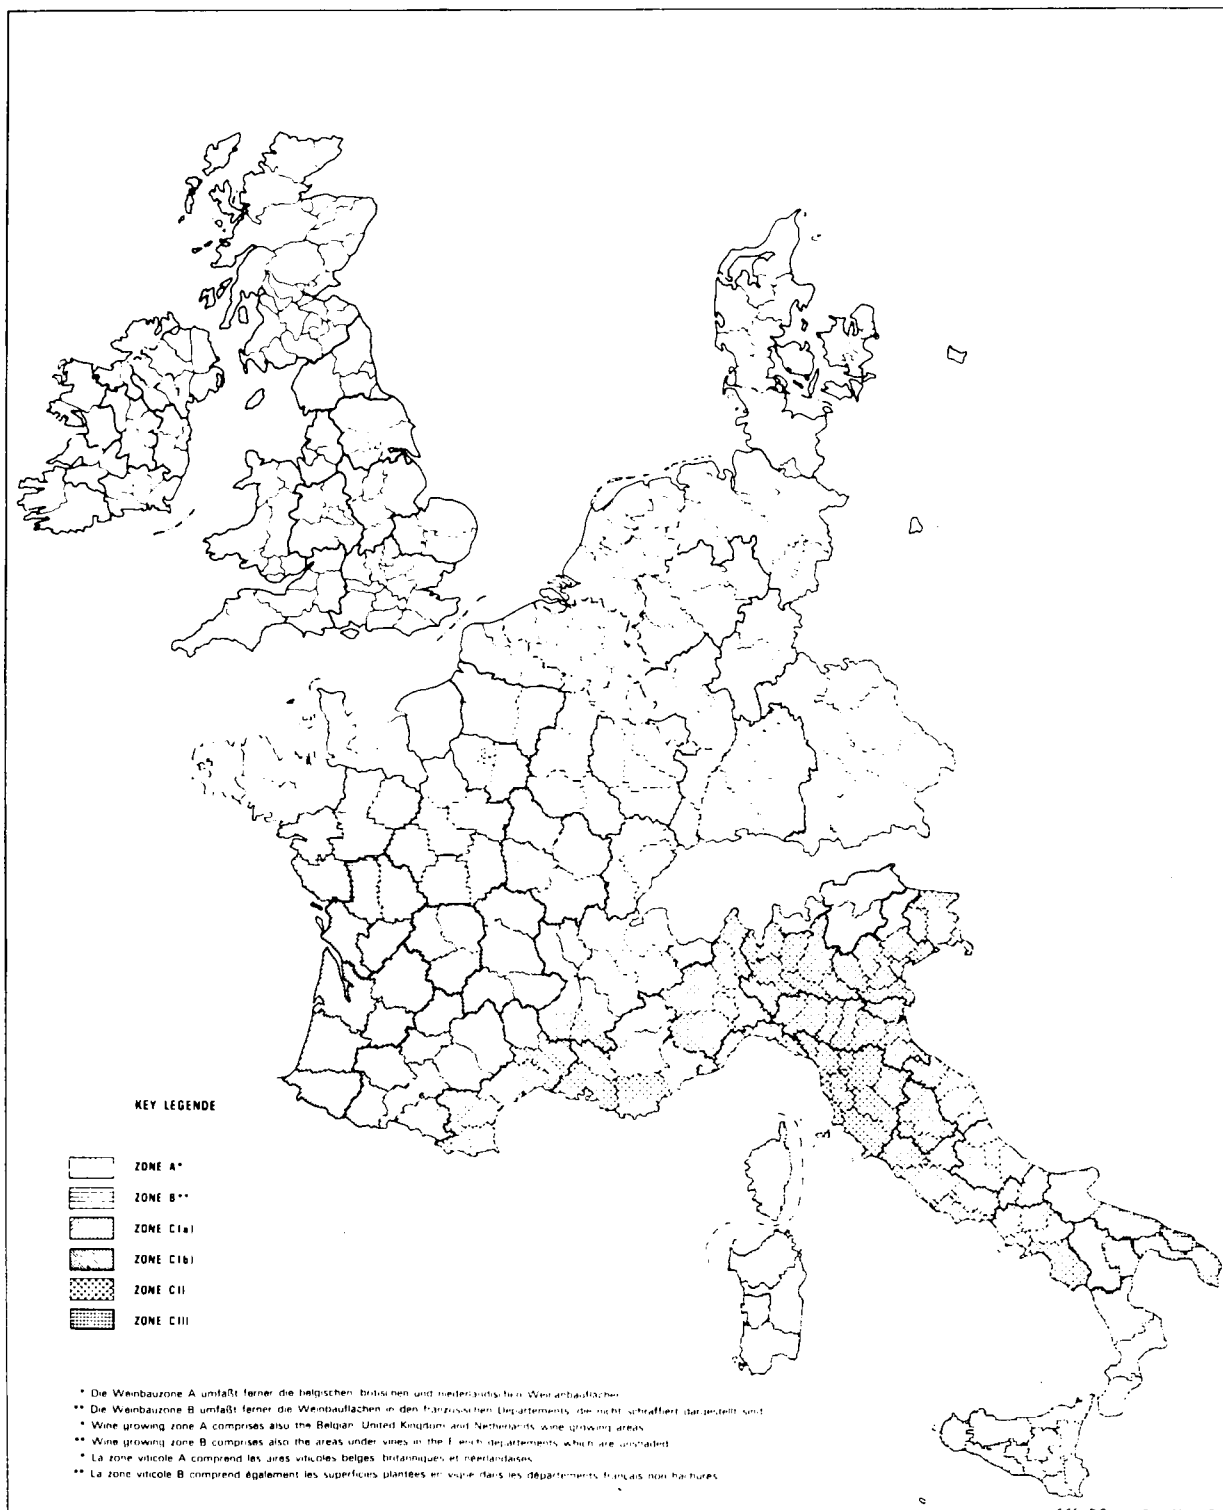 KEY LEGENDE
ZONE A*
ZONE B**
ZONE C(a)
ZONE C(b)
ZONE CII
ZONE CIII
* Die Weinbauzone A umfaßt ferner die belgischen britischen und niederländischen Weinanbauflächen
** Die Weinbauzone B umfaßt ferner die Weinbauflächen in den französischen Departements die nicht schraffiert dargestellt sind
* Wine growing zone A comprises also the Belgian United Kingdom and Netherlands wine growing areas
** Wine growing zone B comprises also the areas under vines in the French departements which are unshaded
* La zone viticole A comprend les aires viticoles belges britanniques et néerlandaises
** La zone viticole B comprend également les superficies plantées en vigne dans les départements français non hachurés